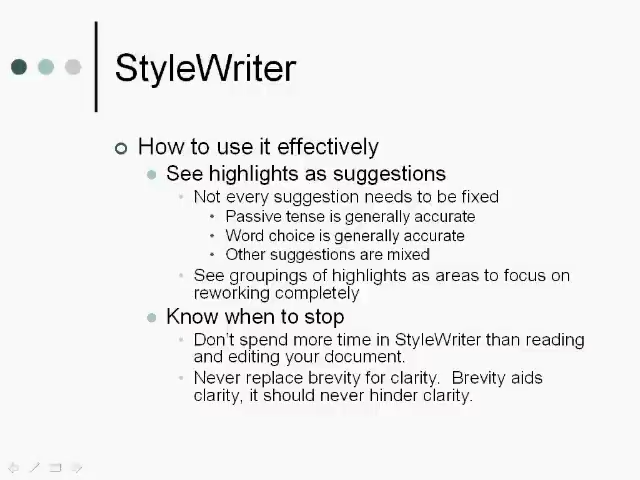 StyleWriter
How to use it effectively
See highlights as suggestions
Not every suggestion needs to be fixed
Passive tense is generally accurate
Word choice is generally accurate
Other suggestions are mixed
See groupings of highlights as areas to focus on
reworking completely
Know when to stop
Don't spend more time in StyleWriter than reading
and editing your document.
Never replace brevity for clarity.  Brevity aids
clarity, it should never hinder clarity.